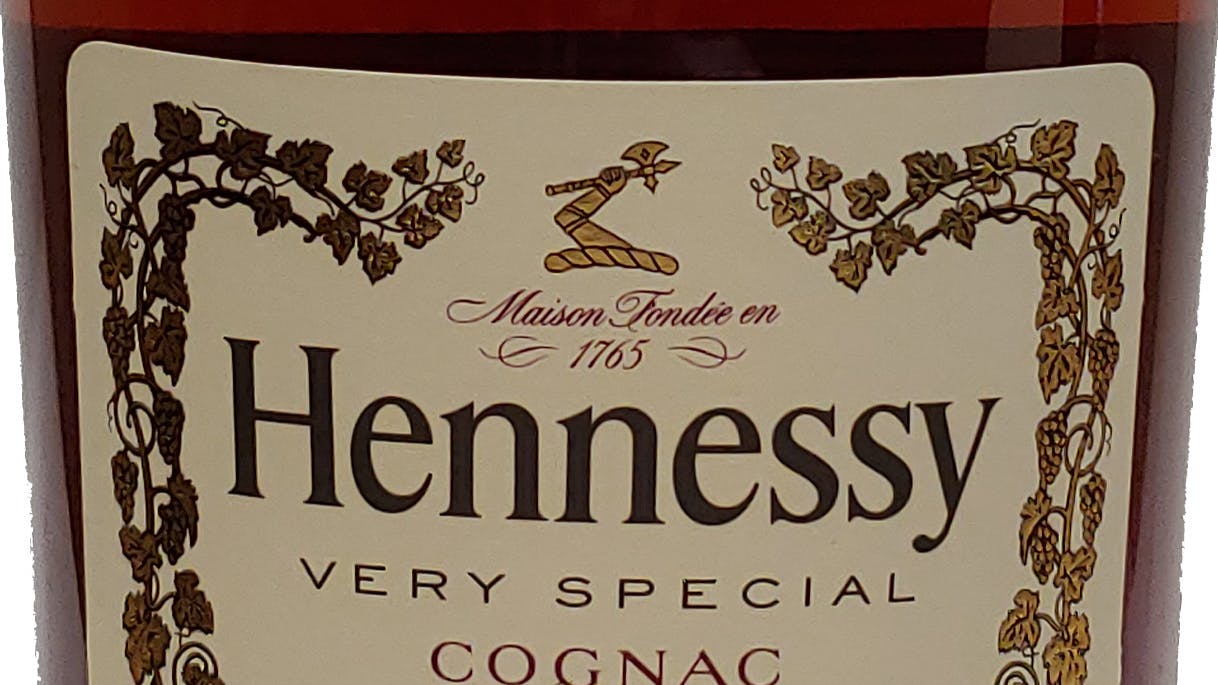 Maison Fondée en
1765
Hennessy
VERY SPECIAL
COGNAC